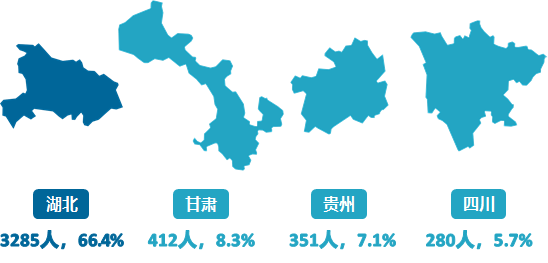 湖北 甘肃 贵州 四川
3285人，66.4% 412人，8.3% 351人，7.1% 280人，5.7%